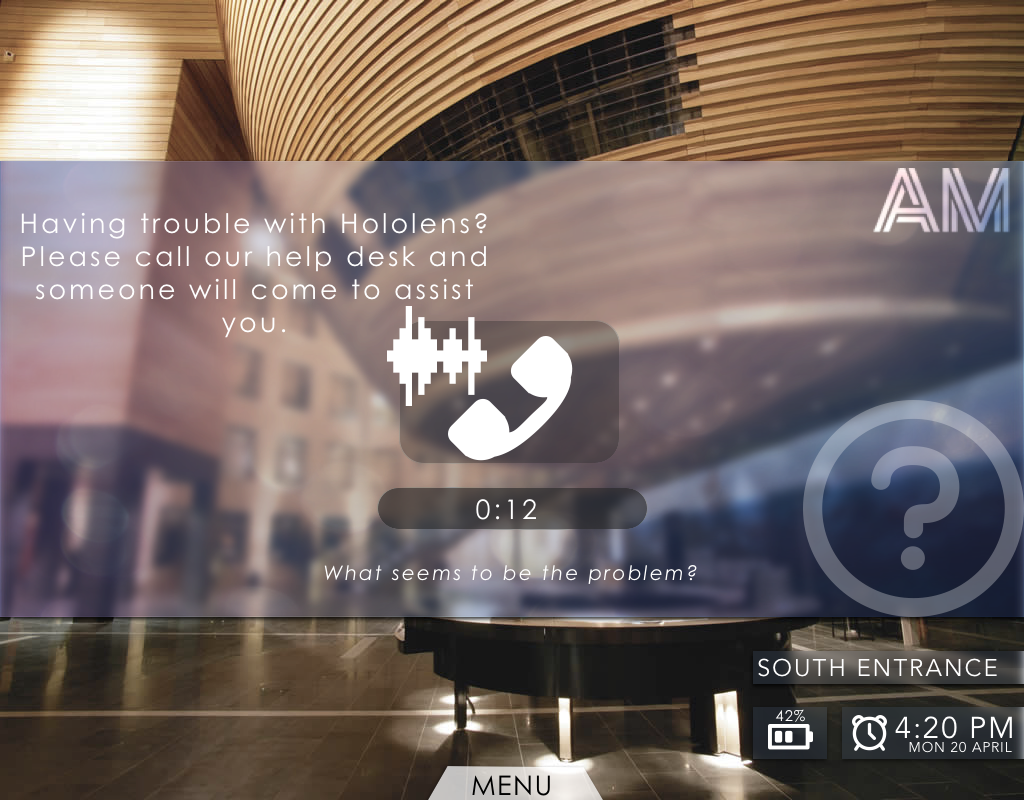 AM
Having trouble with Hololens?
Please call our help desk and
someone will come to assist
you.
0:12
What seems to be the problem?
SOUTH ENTRANCE
42%
4:20 PM
MON 20 APRIL
MENU